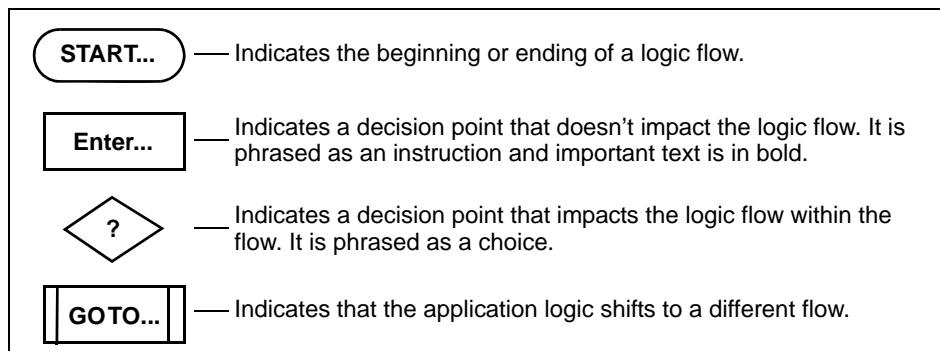 START...
Indicates the beginning or ending of a logic flow.
Enter...
Indicates a decision point that doesn't impact the logic flow. It is
phrased as an instruction and important text is in bold.
?
Indicates a decision point that impacts the logic flow within the
flow. It is phrased as a choice.
GOTO...
Indicates that the application logic shifts to a different flow.